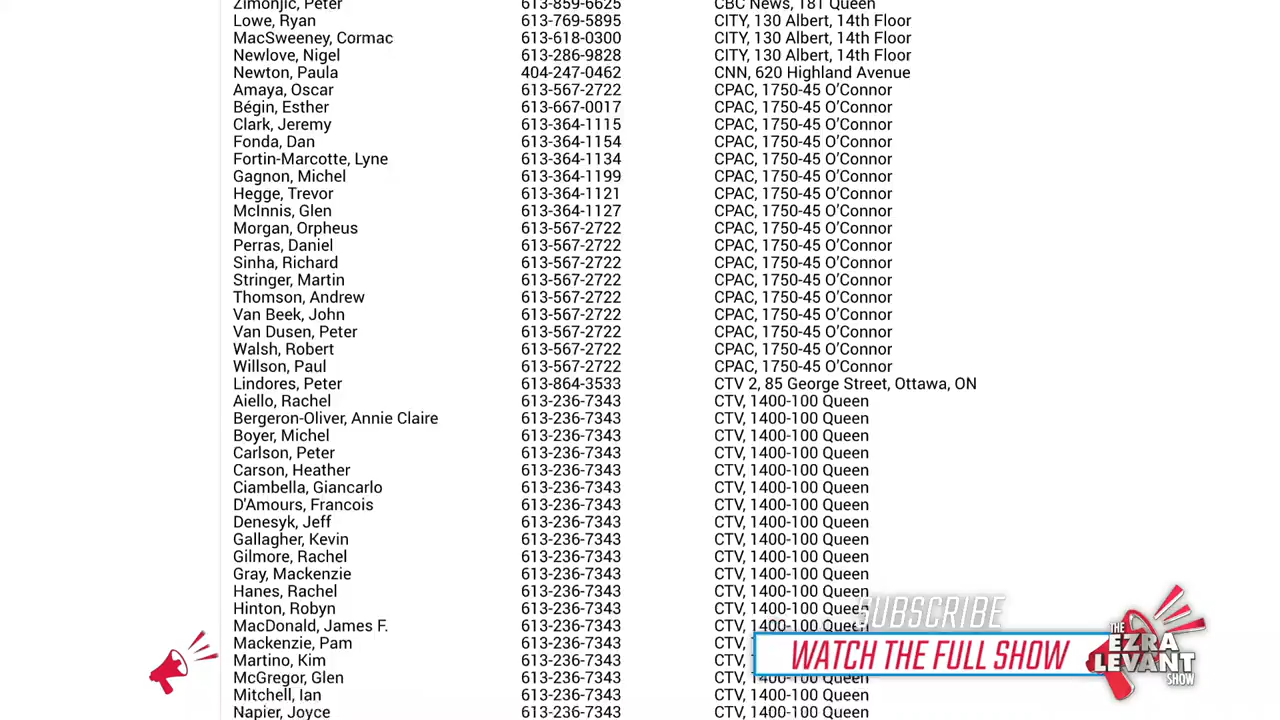 Zimonjic, Peter 613-859-6625 CBC News, 181 Queen
Lowe, Ryan 613-769-5895 CITY, 130 Albert, 14th Floor
MacSweeney, Cormac 613-618-0300 CITY, 130 Albert, 14th Floor
Newlove, Nigel 613-286-9828 CITY, 130 Albert, 14th Floor
Newton, Paula 404-247-0462 CNN, 620 Highland Avenue
Amaya, Oscar 613-567-2722 CPAC, 1750-45 O’Connor
Bégin, Esther 613-667-0017 CPAC, 1750-45 O’Connor
Clark, Jeremy 613-364-1115 CPAC, 1750-45 O’Connor
Fonda, Dan 613-364-1154 CPAC, 1750-45 O’Connor
Fortin-Marcotte, Lyne 613-364-1134 CPAC, 1750-45 O’Connor
Gagnon, Michel 613-364-1199 CPAC, 1750-45 O’Connor
Hegge, Trevor 613-364-1121 CPAC, 1750-45 O’Connor
McInnis, Glen 613-364-1127 CPAC, 1750-45 O’Connor
Morgan, Orpheus 613-567-2722 CPAC, 1750-45 O’Connor
Perras, Daniel 613-567-2722 CPAC, 1750-45 O’Connor
Sinha, Richard 613-567-2722 CPAC, 1750-45 O’Connor
Stringer, Martin 613-567-2722 CPAC, 1750-45 O’Connor
Thomson, Andrew 613-567-2722 CPAC, 1750-45 O’Connor
Van Beek, John 613-567-2722 CPAC, 1750-45 O’Connor
Van Dusen, Peter 613-567-2722 CPAC, 1750-45 O’Connor
Walsh, Robert 613-567-2722 CPAC, 1750-45 O’Connor
Willson, Paul 613-567-2722 CPAC, 1750-45 O’Connor
Lindores, Peter 613-864-3533 CTV 2, 85 George Street, Ottawa, ON
Aiello, Rachel 613-236-7343 CTV, 1400-100 Queen
Bergeron-Oliver, Annie Claire 613-236-7343 CTV, 1400-100 Queen
Boyer, Michel 613-236-7343 CTV, 1400-100 Queen
Carlson, Peter 613-236-7343 CTV, 1400-100 Queen
Carson, Heather 613-236-7343 CTV, 1400-100 Queen
Ciambella, Giancarlo 613-236-7343 CTV, 1400-100 Queen
D'Amours, Francois 613-236-7343 CTV, 1400-100 Queen
Denesyk, Jeff 613-236-7343 CTV, 1400-100 Queen
Gallagher, Kevin 613-236-7343 CTV, 1400-100 Queen
Gilmore, Rachel 613-236-7343 CTV, 1400-100 Queen
Gray, Mackenzie 613-236-7343 CTV, 1400-100 Queen
Hanes, Rachel 613-236-7343 CTV, 1400-100 Queen
Hinton, Robyn 613-236-7343 CTV, 1400-100 Queen
MacDonald, James F. 613-236-7343 CTV, 1400-100 Queen
Mackenzie, Pam 613-236-7343 CTV,
Martino, Kim 613-236-7343 CTV,
McGregor, Glen 613-236-7343 CTV, 1400-100 Queen
Mitchell, Ian 613-236-7343 CTV, 1400-100 Queen
Napier, Joyce 613-236-7343 CTV, 1400-100 Queen
SUBSCRIBE
WATCH THE FULL SHOW
THE
EZRA
LEVANT
SHOW